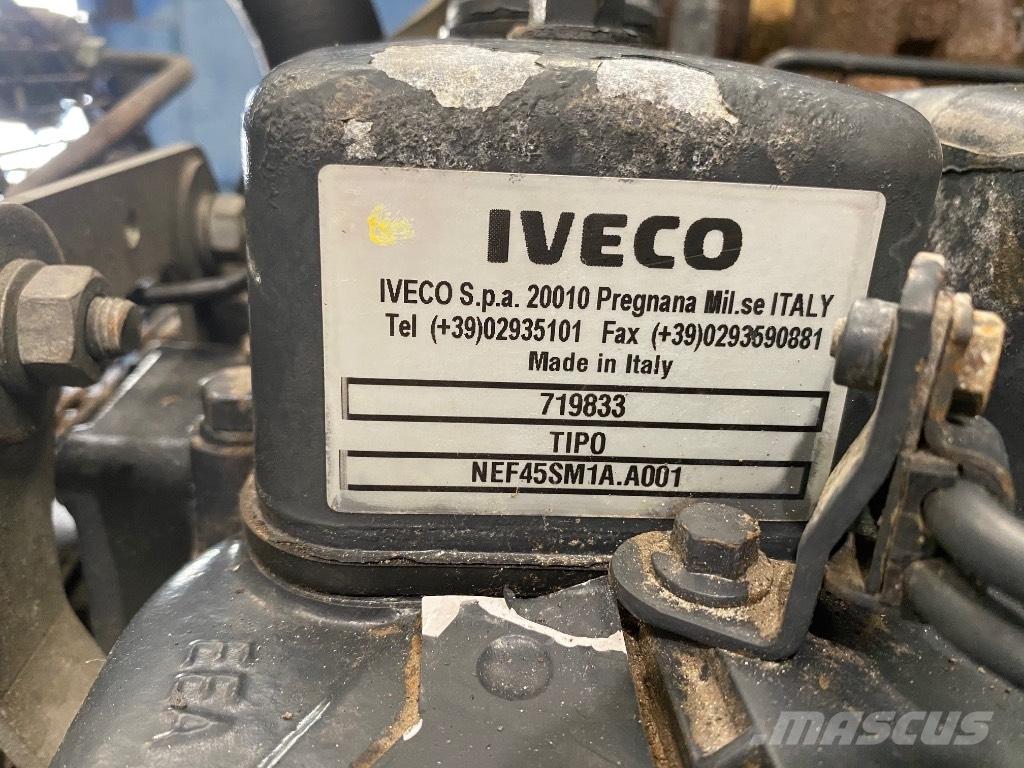 IVECO
IVECO S.p.a. 20010 Pregnana Mil.se ITALY
Tel (+39)02935101 Fax (+39)0293590881
Made in Italy
719833
TIPO
NEF45SM1A.A001
MASCUS